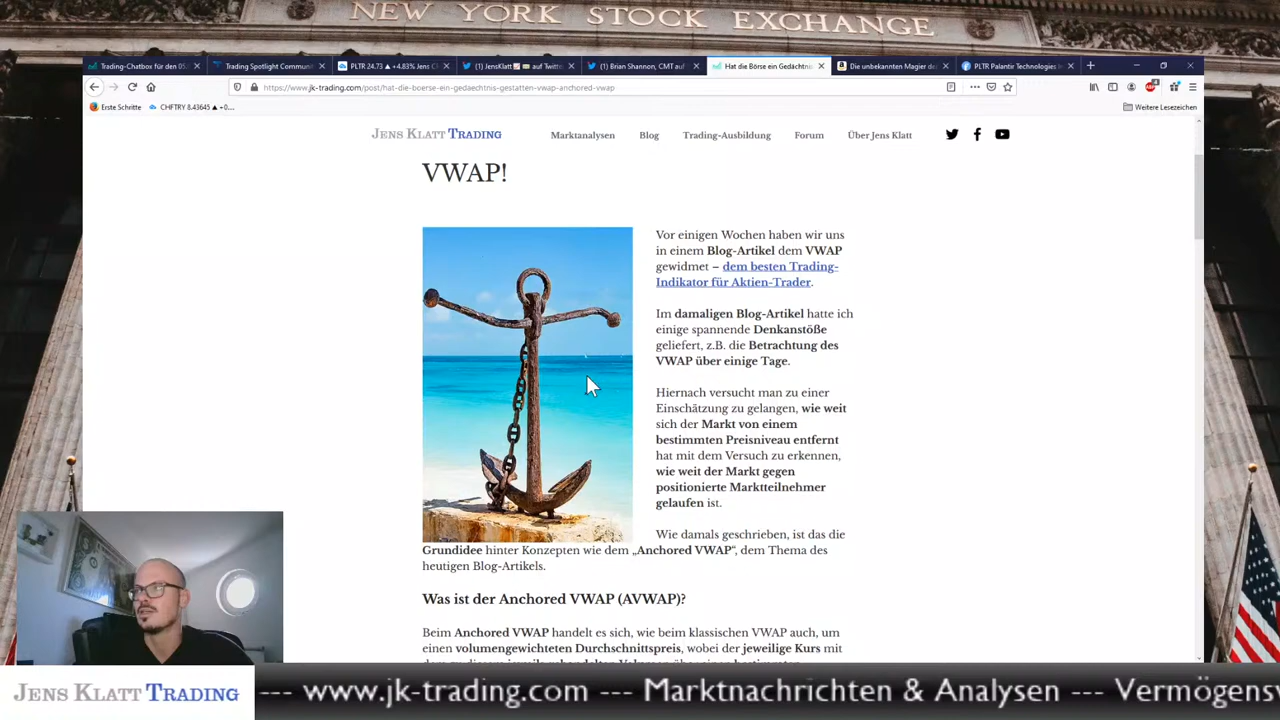 NEW YORK STOCK EXCHANGE
Trading-Chatbox für den 05.
Trading Spotlight Communi
PLTR 24.73 ▲ +4.83% Jens C
(1) JensKlatt auf Twitte
(1) Brian Shannon, CMT auf
Hat die Börse ein Gedächtnis
Die unbekannten Magier de
PLTR Palantir Technologies I
https://www.jk-trading.com/post/hat-die-boerse-ein-gedaechtnis-gestatten-vwap-anchored-vwap
Erste Schritte
CHFTRY 8.43645 ▲ +0....
Weitere Lesezeichen
JENS KLATT TRADING
Marktanalysen
Blog
Trading-Ausbildung
Forum
Über Jens Klatt
VWAP!
Vor einigen Wochen haben wir uns
in einem Blog-Artikel dem VWAP
gewidmet – dem besten Trading-
Indikator für Aktien-Trader.
Im damaligen Blog-Artikel hatte ich
einige spannende Denkanstöße
geliefert, z.B. die Betrachtung des
VWAP über einige Tage.
Hiernach versucht man zu einer
Einschätzung zu gelangen, wie weit
sich der Markt von einem
bestimmten Preisniveau entfernt
hat mit dem Versuch zu erkennen,
wie weit der Markt gegen
positionierte Marktteilnehmer
gelaufen ist.
Wie damals geschrieben, ist das die
Grundidee hinter Konzepten wie dem „Anchored VWAP“, dem Thema des
heutigen Blog-Artikels.
Was ist der Anchored VWAP (AVWAP)?
Beim Anchored VWAP handelt es sich, wie beim klassischen VWAP auch, um
einen volumengewichteten Durchschnittspreis, wobei der jeweilige Kurs mit
JENS KLATT TRADING
--- www.jk-trading.com --- Marktnachrichten & Analysen --- Vermögensv